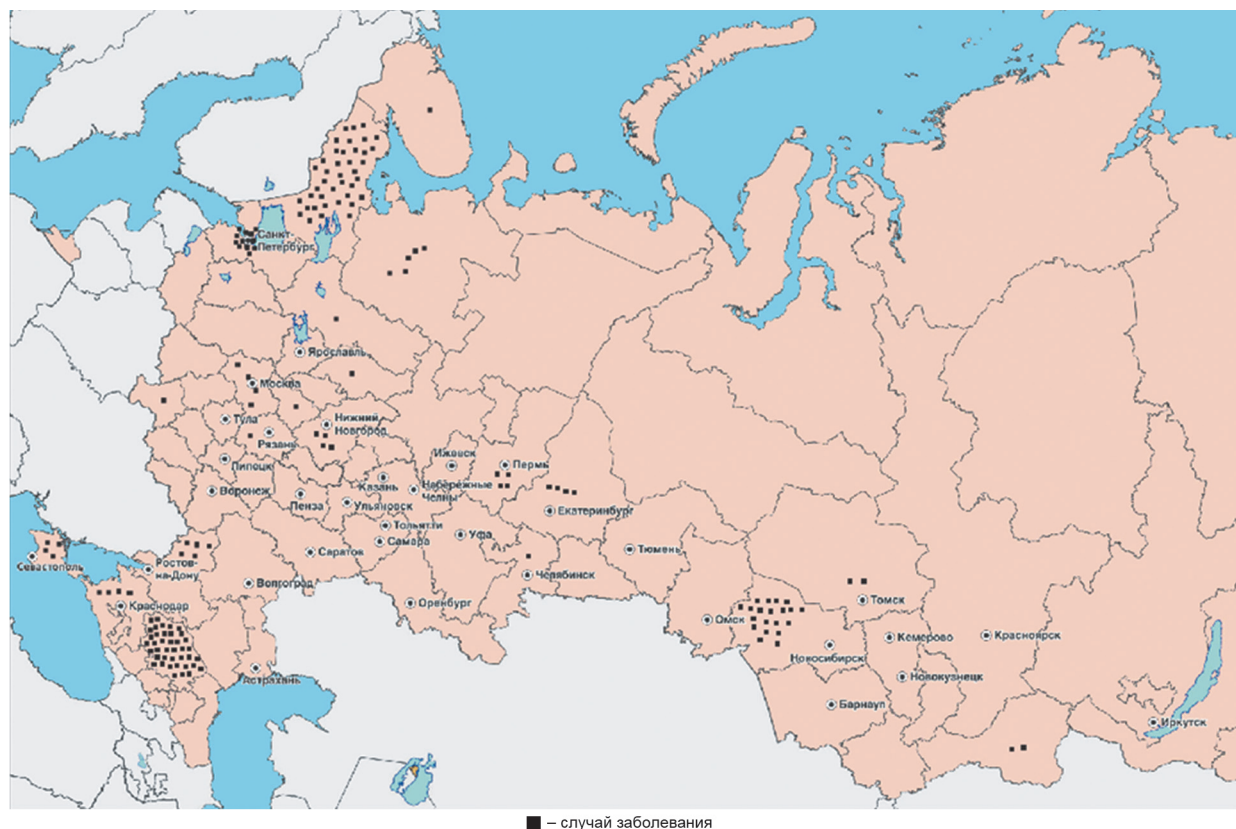 Санкт-
Петербург
Ярославль
Москва
Тула
Нижний
Новгород
Рязань
Липоцк
Ижевск
Пермь
Казань
Набережные
Челны
Воронеж
Пенза
Ульяновск
Екатеринбург
Тольятти
Самара
Уфа
Саратов
Тюмень
Севастополь
Ростов-
на-Дону
Волгоград
Челябинск
Краснодар
Оренбург
Томск
Омск
Кемерово
Красноярск
Новосибирск
Астрахань
Новокузнецк
Барнаул
Иркутск
– случай заболевания